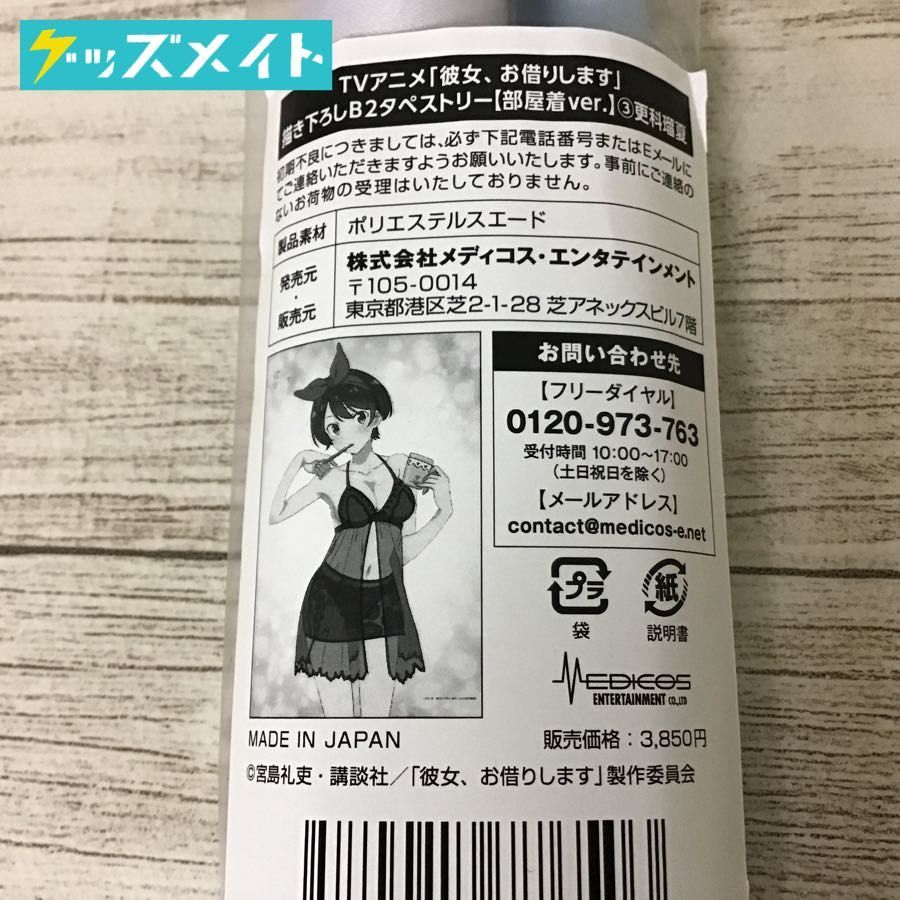 グッズメイト
TVアニメ「彼女、お借りします」
描き下ろしB2タペストリー【部屋着ver.】③更科瑠夏
初期不良につきましては、必ず下記電話番号またはEメールに
てご連絡いただきますようお願いいたします。事前にご連絡の
ないお荷物の受理はいたしておりません。
製品素材 ポリエステルスエード
発売元・販売元
株式会社メディコス・エンタテインメント
〒105-0014
東京都港区芝2-1-28 芝アネックスビル7階
お問い合わせ先
【フリーダイヤル】
0120-973-763
受付時間 10:00〜17:00
(土日祝日を除く)
【メールアドレス】
contact@medicos-e.net
プラ 紙
袋 説明書
MEDICOS
ENTERTAINMENT CO.,LTD
MADE IN JAPAN 販売価格:3,850円
©宮島礼吏・講談社/「彼女、お借りします」製作委員会